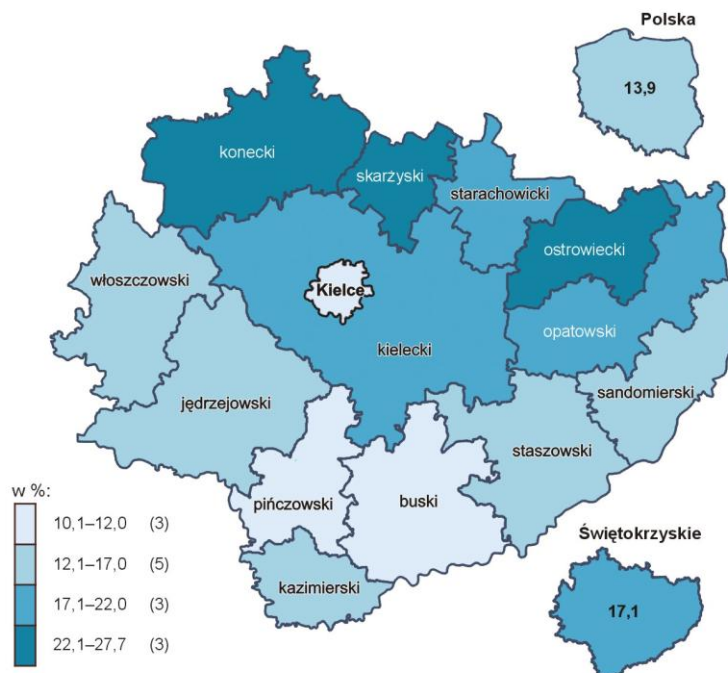 Polska
13,9
konecki
skarżyski
starachowicki
ostrowiecki
włoszczowski
Kielce
opatowski
kielecki
sandomierski
jędrzejowski
staszowski
w %:
pińczowski
buski
10,1–12,0 (3)
Świętokrzyskie
12,1–17,0 (5)
kazimierski
17,1–22,0 (3)
17,1
22,1–27,7 (3)